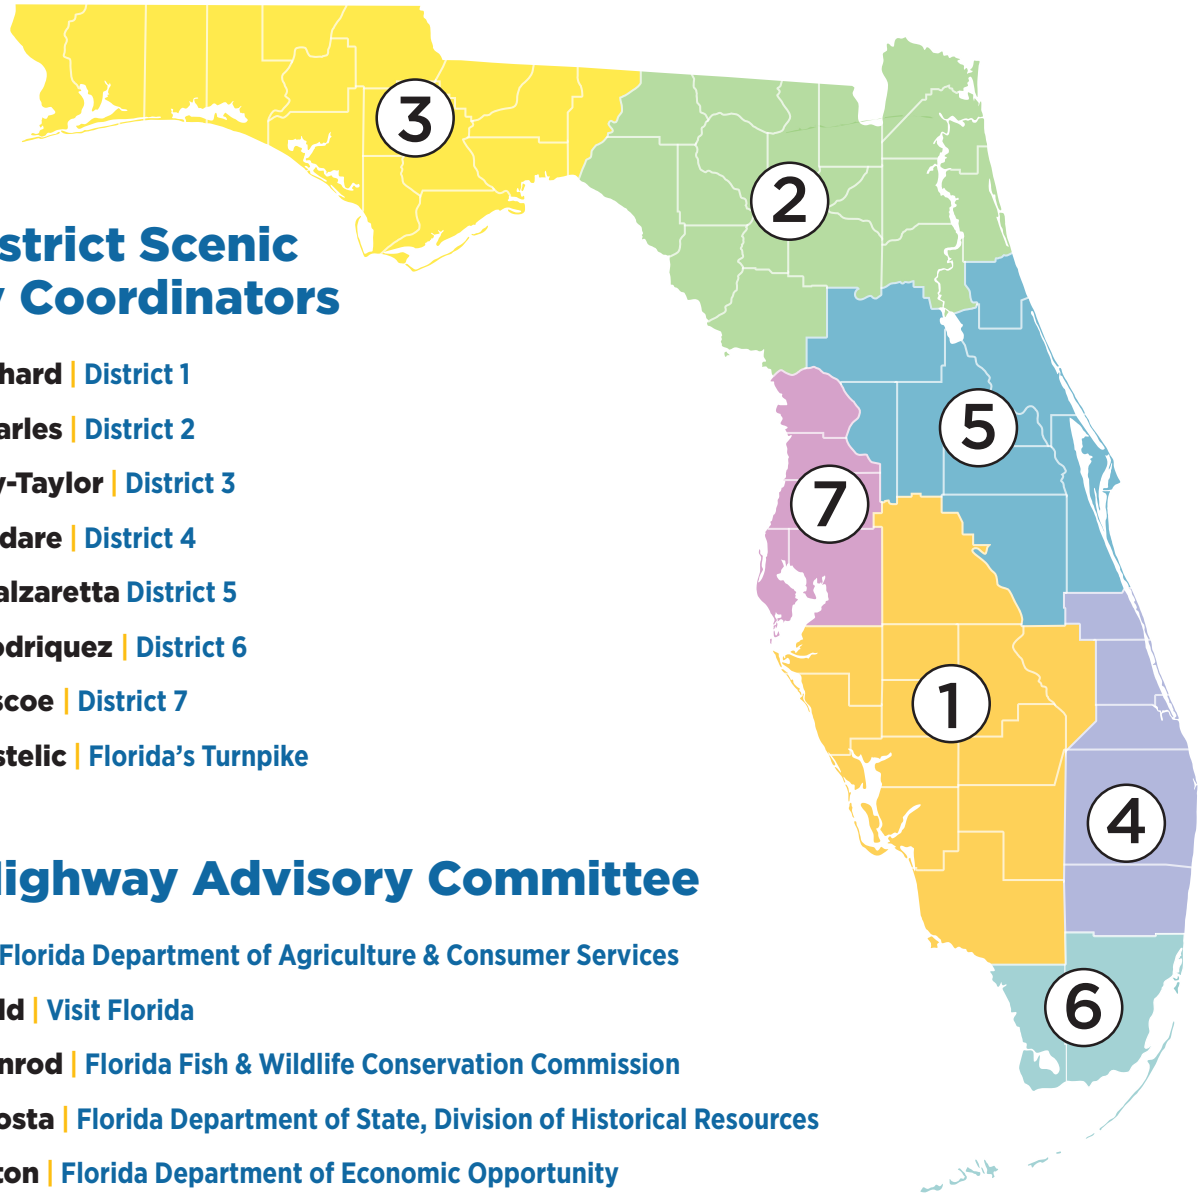 3
2
5
7
1
4
6
strict Scenic
y Coordinators
hard | District 1
arles | District 2
y-Taylor | District 3
dare | District 4
alzaretta District 5
odriquez | District 6
scoe | District 7
stelic | Florida's Turnpike
Highway Advisory Committee
Florida Department of Agriculture & Consumer Services
ld | Visit Florida
nrod | Florida Fish & Wildlife Conservation Commission
osta | Florida Department of State, Division of Historical Resources
ton | Florida Department of Economic Opportunity